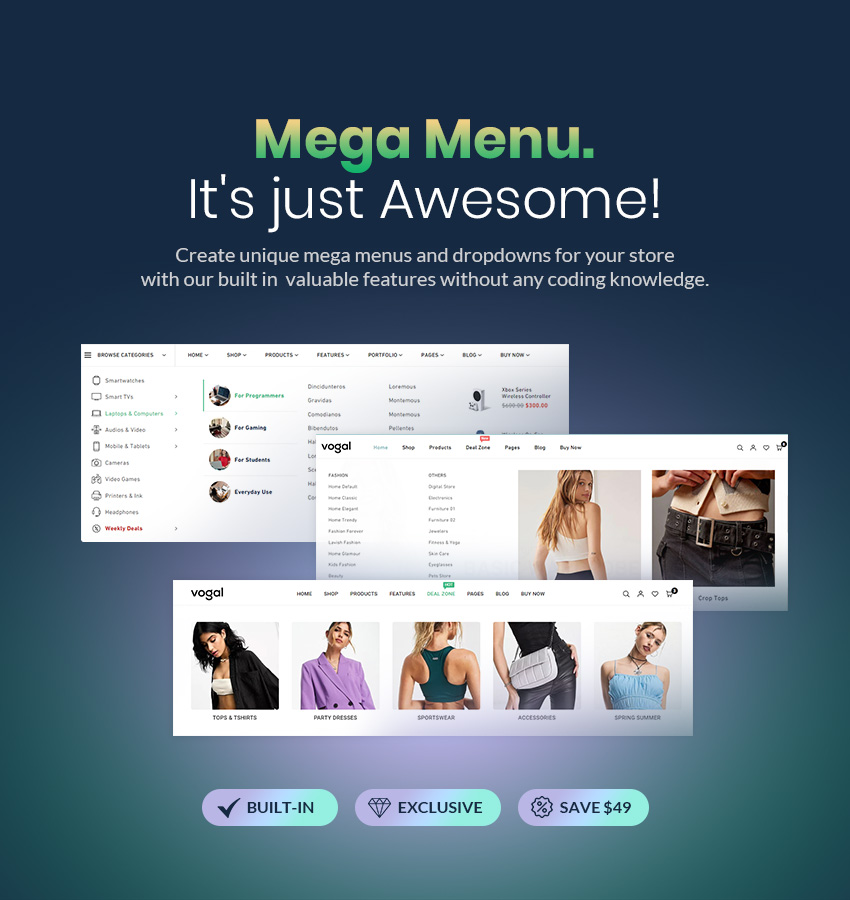 Mega Menu.
It's just Awesome!
Create unique mega menus and dropdowns for your store
with our built in valuable features without any coding knowledge.
BROWSE CATEGORIES
HOME
SHOP
PRODUCTS
FEATURES
PORTFOLIO
PAGES
BLOG
BUY NOW
Smartwatches
Smart TVs
Laptops & Computers
Audios & Video
Mobile & Tablets
Cameras
Video Games
Printers & Ink
Headphones
Weekly Deals
For Programmers
For Gaming
For Students
Everyday Use
Dincidunteros
Gravidas
Comodianos
Bibendutos
Loremous
Montemous
Montemous
Pellentes
Xbox Series
Wireless Controller
$600.00 $300.00
vogal
Home
Shop
Products
Deal Zone
New
Pages
Blog
Buy Now
FASHION
Home Default
Home Classic
Home Elegant
Home Trendy
Fashion Forever
Lavish Fashion
Home Glamour
Kids Fashion
Beauty
OTHERS
Digital Store
Electronics
Furniture 01
Furniture 02
Jewelers
Fitness & Yoga
Skin Care
Eyeglasses
Pets Store
Crop Tops
vogal
HOME
SHOP
PRODUCTS
FEATURES
DEAL ZONE
HOT
PAGES
BLOG
BUY NOW
TOPS & TSHIRTS
PARTY DRESSES
SPORTSWEAR
ACCESSORIES
SPRING SUMMER
BUILT-IN
EXCLUSIVE
SAVE $49